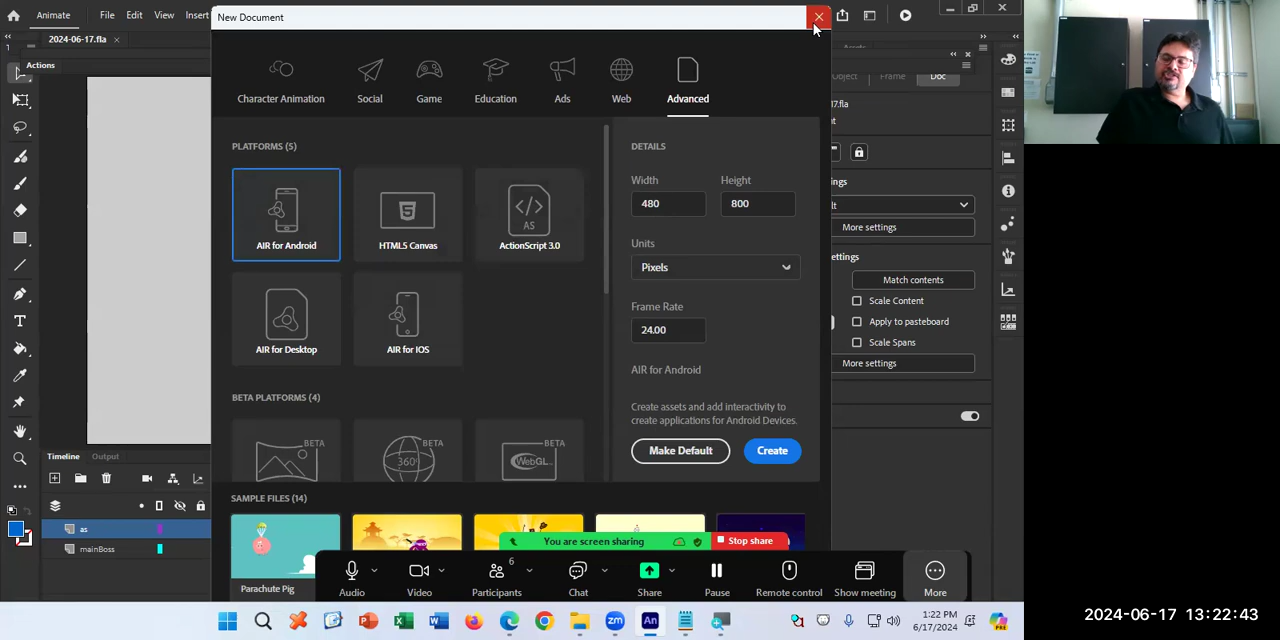 Animate File Edit View Insert
New Document
2024-06-17.fla
Actions
Character Animation Social Game Education Ads Web Advanced
Object Frame Doc
PLATFORMS (5)
AIR for Android HTML5 Canvas ActionScript 3.0
AS
AIR for Desktop AIR for iOS
BETA PLATFORMS (4)
BETA BETA BETA
360° WebGL
SAMPLE FILES (14)
Parachute Pig
DETAILS
Width Height
480 800
Units
Pixels
Frame Rate
24.00
AIR for Android
Create assets and add interactivity to
create applications for Android Devices.
Make Default Create
17.fla
More settings
Match contents
Scale Content
Apply to pasteboard
Scale Spans
More settings
Timeline Output
as
mainBoss
You are screen sharing Stop share
6
Audio Video Participants Chat Share Pause Remote control Show meeting More
An
1:22 PM
6/17/2024
2024-06-17 13:22:43